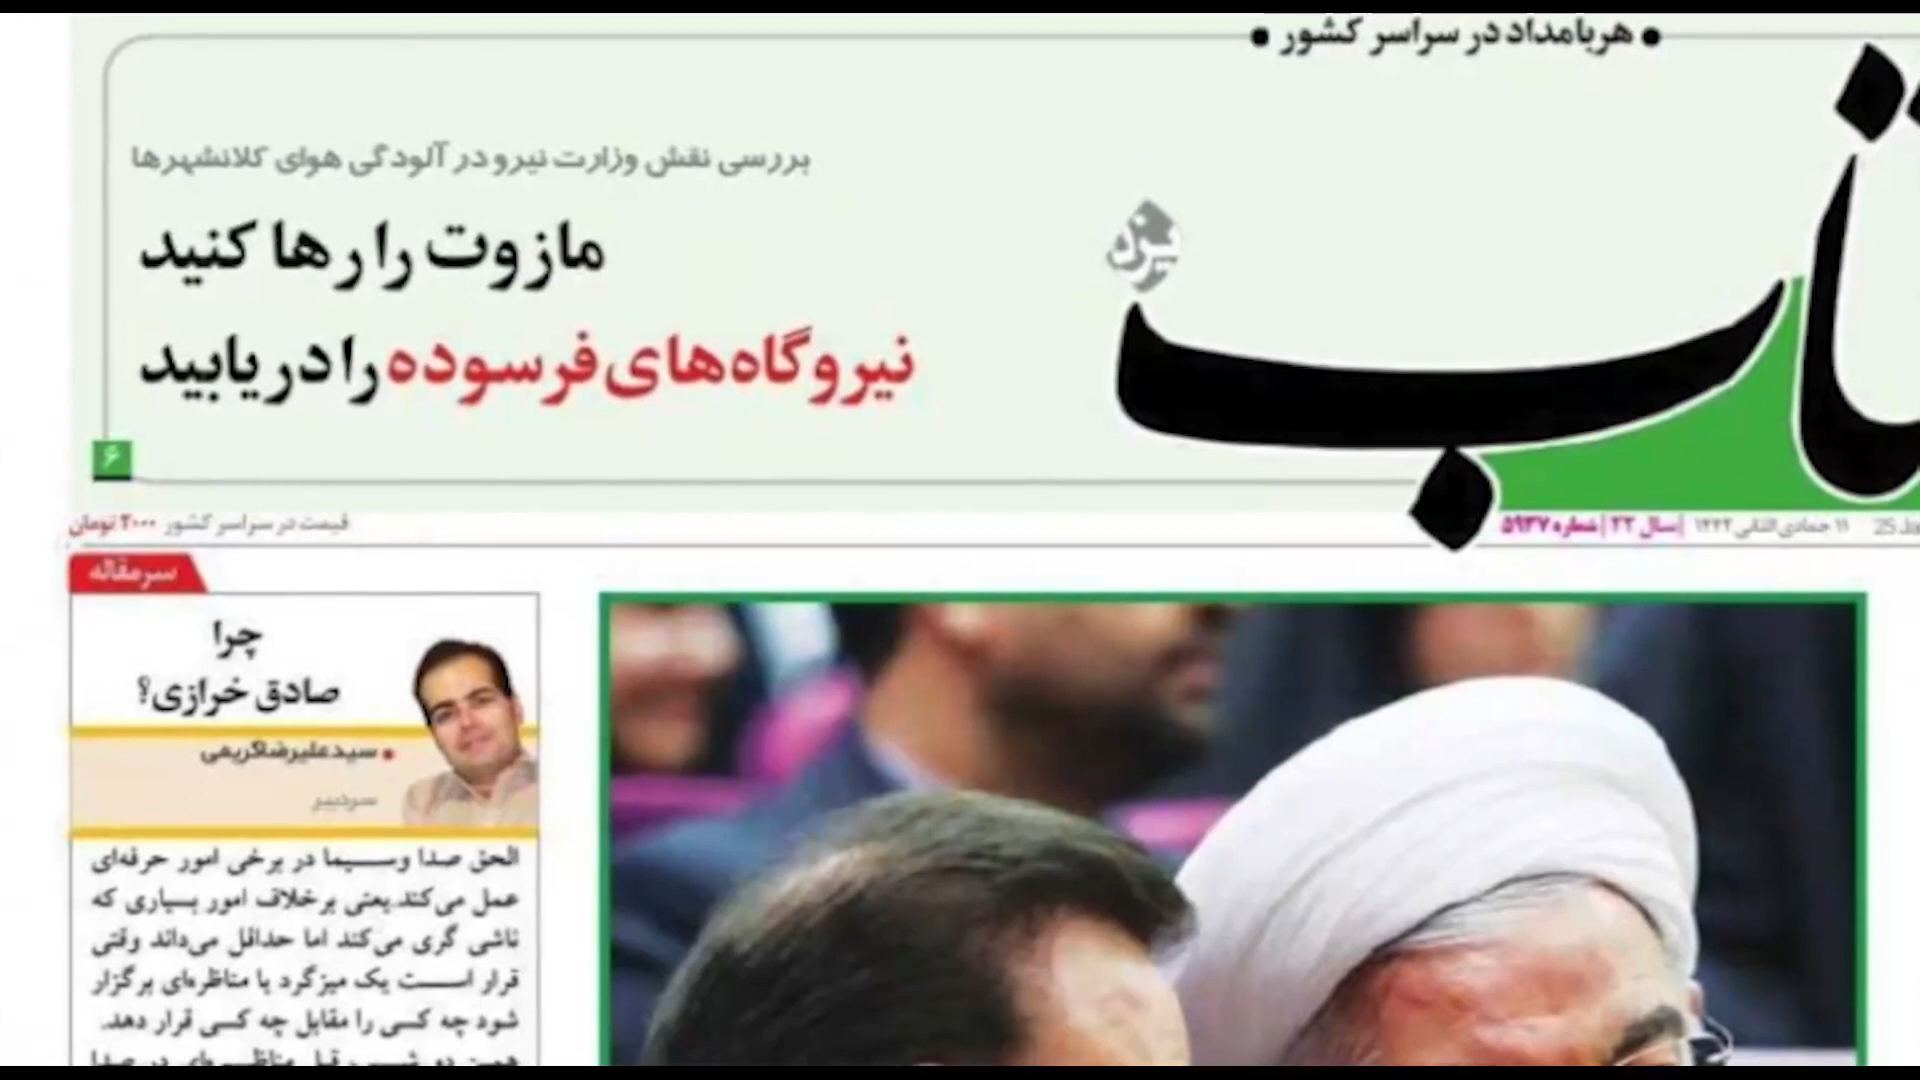 هر بامداد در سراسر کشور
بررسی نقش وزارت نیرو در آلودگی هوای کلانشهرها
مازوت را رها کنید
نیروگاه‌های فرسوده را دریابید
یزد
۶
قیمت در سراسر کشور ۲۰۰۰ تومان
۱۱ جمادی الثانی ۱۴۴۲ | سال ۲۲ | شماره ۵۹۳۷
سرمقاله
چرا
صادق خرازی؟
سید علیرضا کریمی
سردبیر
الحق صدا وسیما در برخی امور حرفه‌ای
عمل می‌کند.یعنی برخلاف امور بسیاری که
ناشی گری می‌کند اما حداقل می‌داند وقتی
قرار است یک میزگرد یا مناظره‌ای برگزار
شود چه کسی را مقابل چه کسی قرار دهد.